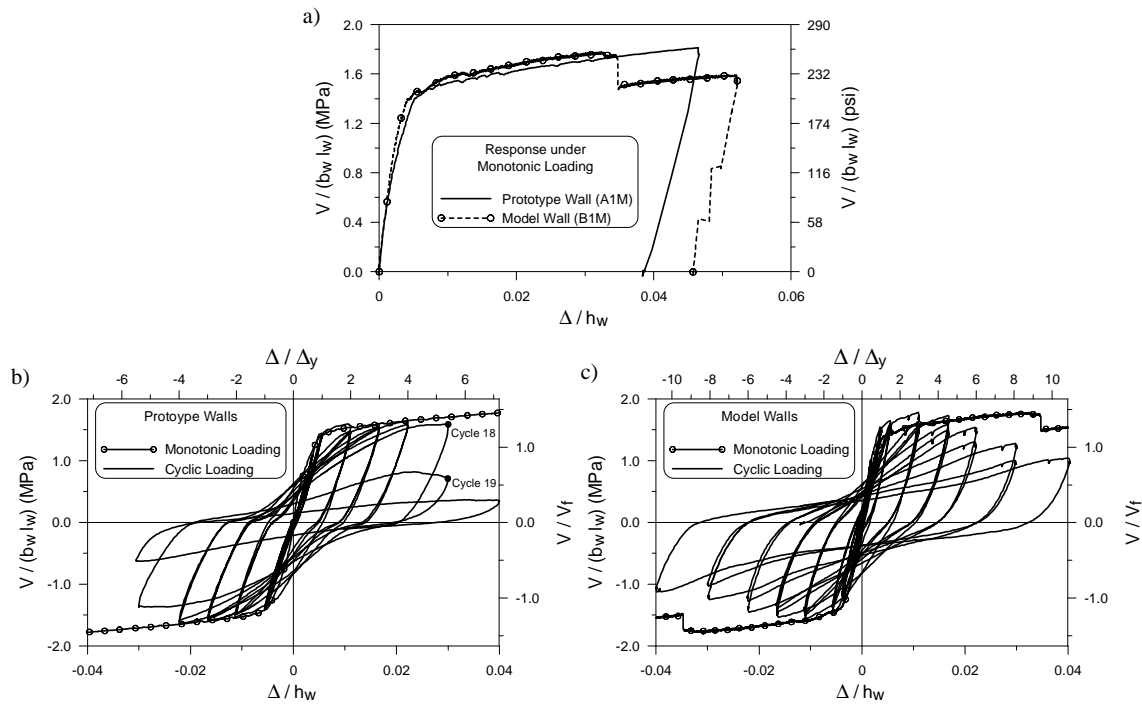 a)
2.0
1.6
1.2
0.8
0.4
0.0
V / (bw lw) (MPa)
290
232
174
116
58
0
V / (bw lw) (psi)
Response under
Monotonic Loading
Prototype Wall (A1M)
Model Wall (B1M)
0 0.02 0.04 0.06
Δ / hw
b)
Δ / Δy
-6 -4 -2 0 2 4 6
2.0
1.0
0.0
-1.0
-2.0
V / (bw lw) (MPa)
Protoype Walls
Monotonic Loading
Cyclic Loading
Cycle 18
Cycle 19
1.0
0.0
-1.0
V / Vf
-0.04 -0.02 0 0.02 0.04
Δ / hw
c)
Δ / Δy
-10 -8 -6 -4 -2 0 2 4 6 8 10
2.0
1.0
0.0
-1.0
-2.0
V / (bw lw) (MPa)
Model Walls
Monotonic Loading
Cyclic Loading
1.0
0.0
-1.0
V / Vf
-0.04 -0.02 0 0.02 0.04
Δ / hw